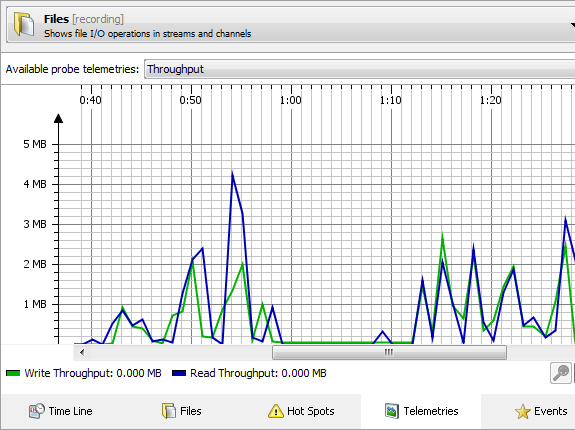 Files [recording]
Shows file I/O operations in streams and channels
Available probe telemetries: Throughput
0:40 0:50 1:00 1:10 1:20
5 MB
4 MB
3 MB
2 MB
1 MB
Write Throughput: 0.000 MB Read Throughput: 0.000 MB
Time Line Files Hot Spots Telemetries Events